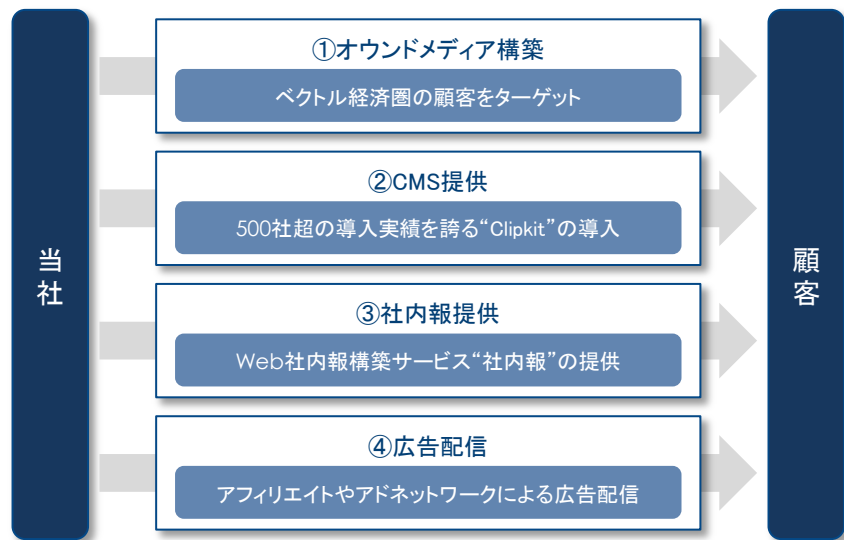 当社
①オウンドメディア構築
ベクトル経済圏の顧客をターゲット
②CMS提供
500社超の導入実績を誇る“Clipkit”の導入
③社内報提供
Web社内報構築サービス“社内報”の提供
④広告配信
アフィリエイトやアドネットワークによる広告配信
顧客